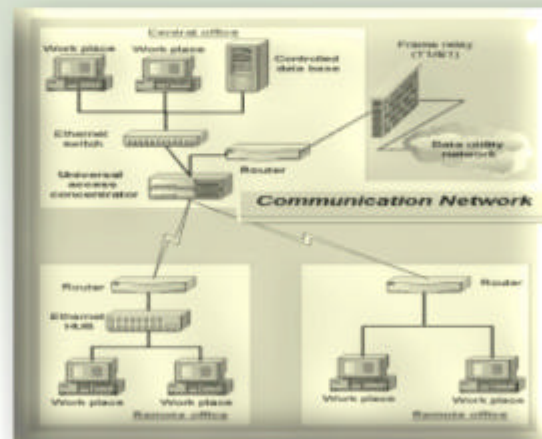 Central office
Work place
Work place
Controlled
data base
Frame relay
(T1/E1)
Ethernet
switch
Router
Data utility
network
Universal
access
concentrator
Communication Network
Router
Ethernet
HUB
Work place
Work place
Remote office
Router
Work place
Work place
Remote office